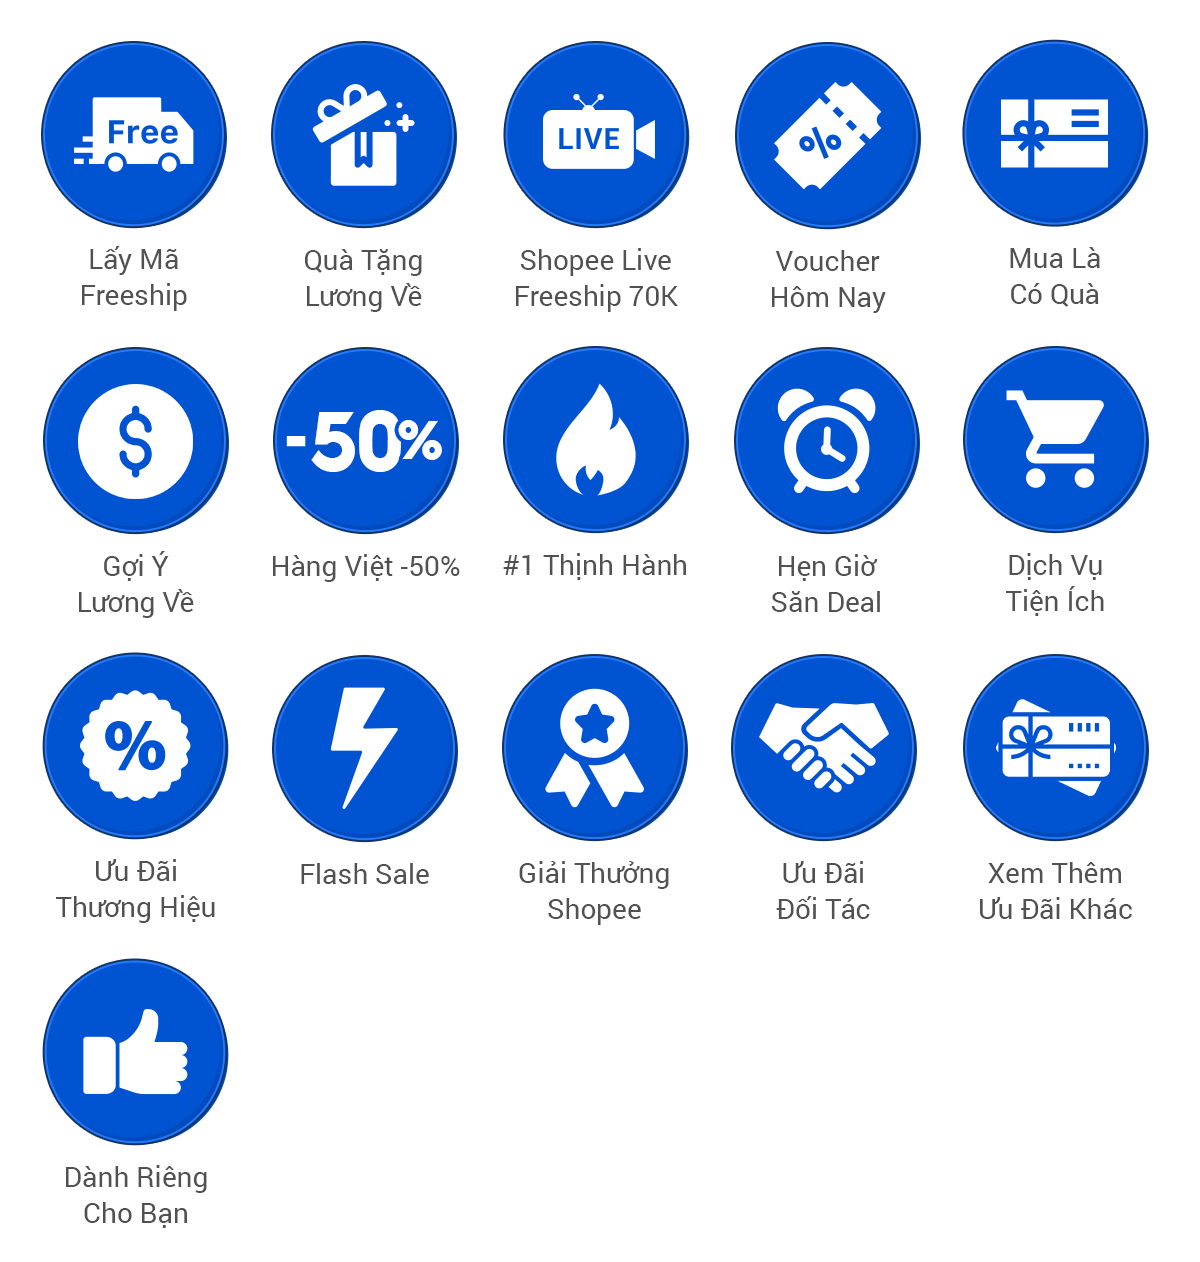 Free
LIVE
%
Lấy Mã
Freeship
Quà Tặng
Lương Về
Shopee Live
Freeship 70K
Voucher
Hôm Nay
Mua Là
Có Quà
$
-50%
Gợi Ý
Lương Về
Hàng Việt -50%
#1 Thịnh Hành
Hẹn Giờ
Săn Deal
Dịch Vụ
Tiện Ích
%
Ưu Đãi
Thương Hiệu
Flash Sale
Giải Thưởng
Shopee
Ưu Đãi
Đối Tác
Xem Thêm
Ưu Đãi Khác
Dành Riêng
Cho Bạn